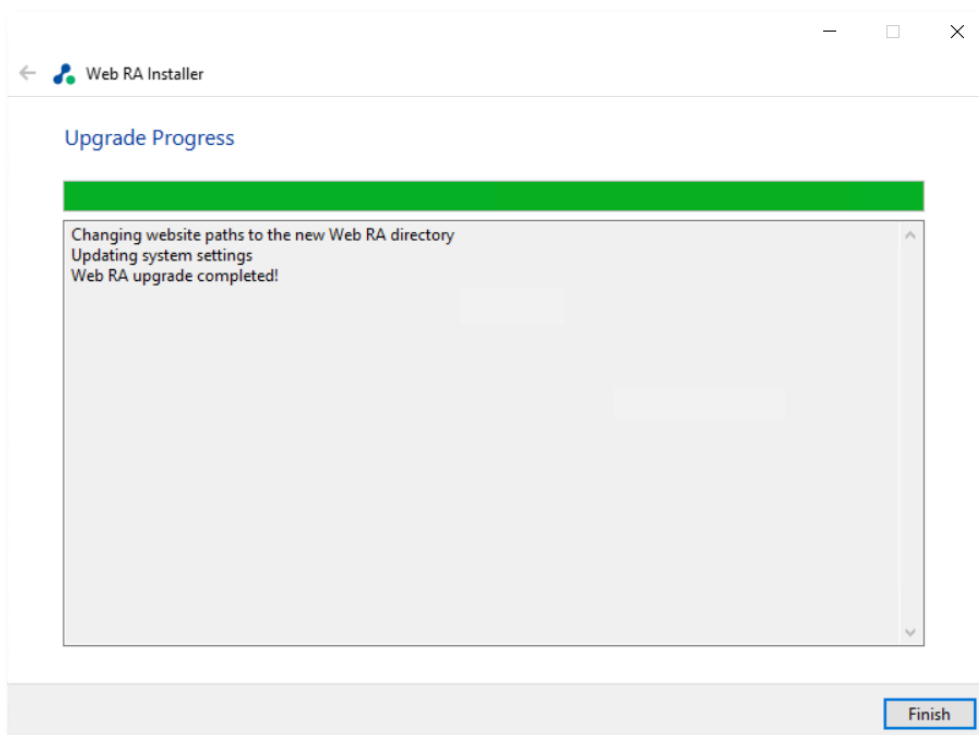 Web RA Installer
Upgrade Progress
Changing website paths to the new Web RA directory
Updating system settings
Web RA upgrade completed!
Finish